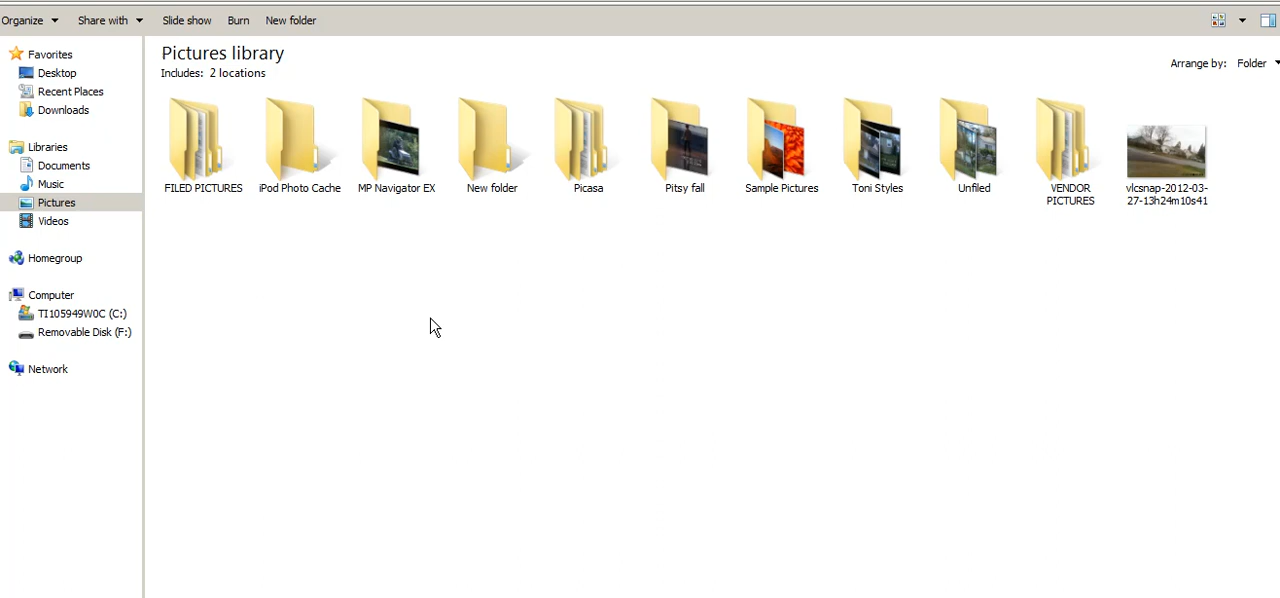 Organize Share with Slide show Burn New folder
Favorites
Desktop
Recent Places
Downloads
Libraries
Documents
Music
Pictures
Videos
Homegroup
Computer
TI105949W0C (C:)
Removable Disk (F:)
Network
Pictures library
Includes: 2 locations
Arrange by: Folder
FILED PICTURES
iPod Photo Cache
MP Navigator EX
New folder
Picasa
Pitsy fall
Sample Pictures
Toni Styles
Unfiled
VENDOR
PICTURES
vlcsnap-2012-03-
27-13h24m10s41